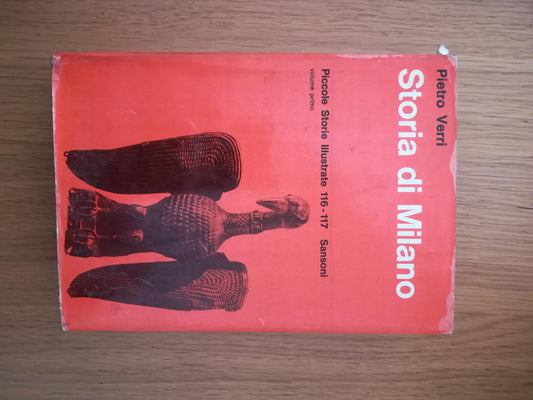 Pietro Verri
Storia di Milano
Piccole Storie Illustrate 116-117 Sansoni
volume primo